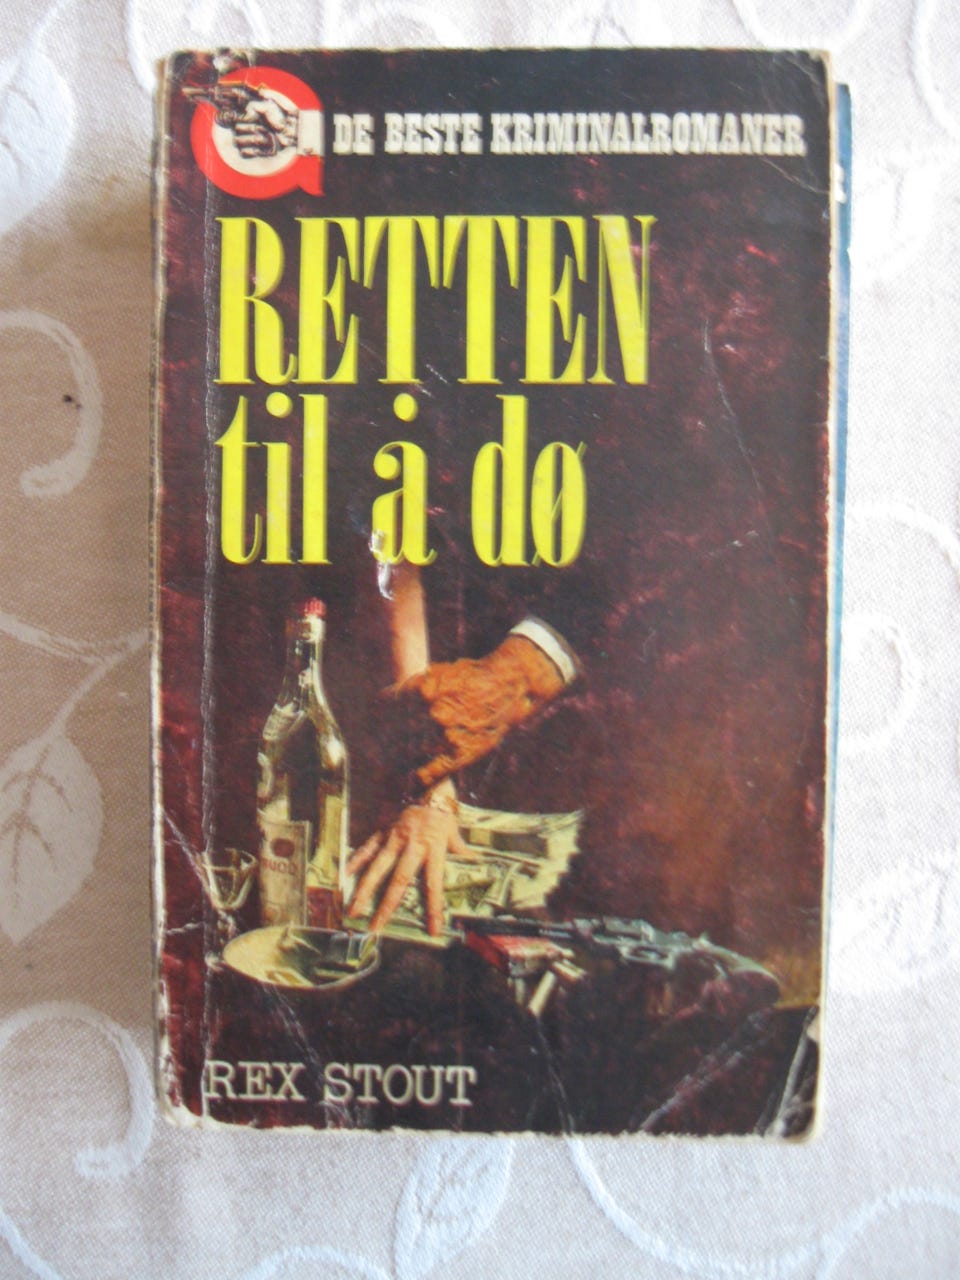 DE BESTE KRIMINALROMANER
RETTEN
til å dø
REX STOUT